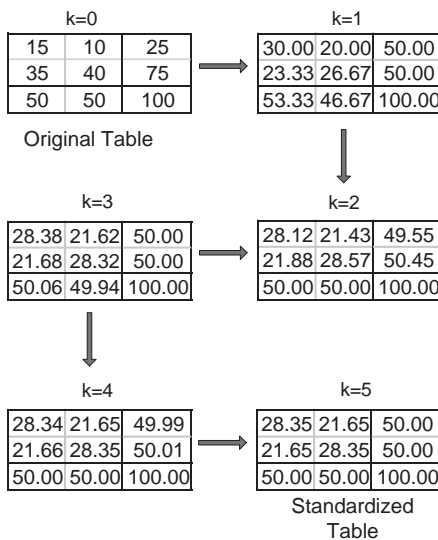 k=0
15 10 25
35 40 75
50 50 100
Original Table
k=1
30.00 20.00 50.00
23.33 26.67 50.00
53.33 46.67 100.00
k=3
28.38 21.62 50.00
21.68 28.32 50.00
50.06 49.94 100.00
k=2
28.12 21.43 49.55
21.88 28.57 50.45
50.00 50.00 100.00
k=4
28.34 21.65 49.99
21.66 28.35 50.01
50.00 50.00 100.00
k=5
28.35 21.65 50.00
21.65 28.35 50.00
50.00 50.00 100.00
Standardized
Table